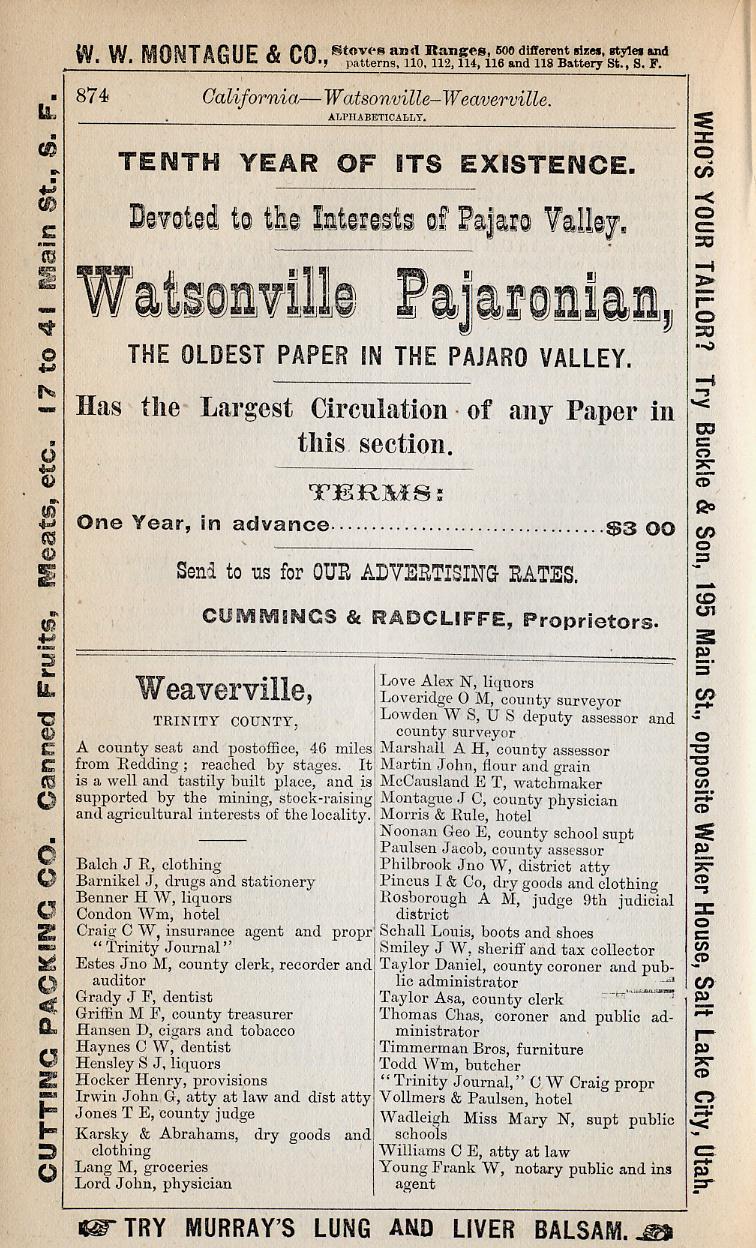 W. W. MONTAGUE & CO., Stoves and Ranges, 500 different sizes, styles and
patterns, 110, 112, 114, 116 and 118 Battery St., S. F.
874 California—Watsonville-Weaverville.
ALPHABETICALLY.
TENTH YEAR OF ITS EXISTENCE.
Devoted to the Interests of Pajaro Valley.
Watsonville Pajaronian,
THE OLDEST PAPER IN THE PAJARO VALLEY.
Has the Largest Circulation of any Paper in
this section.
TERMS:
One Year, in advance..............................$3 00
Send to us for OUR ADVERTISING RATES.
CUMMINGS & RADCLIFFE, Proprietors.
Weaverville,
TRINITY COUNTY,
A county seat and postoffice, 46 miles
from Redding; reached by stages. It
is a well and tastily built place, and is
supported by the mining, stock-raising
and agricultural interests of the locality.
Balch J R, clothing
Barnikel J, drugs and stationery
Benner H W, liquors
Condon Wm, hotel
Craig C W, insurance agent and propr
"Trinity Journal"
Estes Jno M, county clerk, recorder and
auditor
Grady J F, dentist
Griffin M F, county treasurer
Hansen D, cigars and tobacco
Haynes C W, dentist
Hensley S J, liquors
Hocker Henry, provisions
Irwin John G, atty at law and dist atty
Jones T E, county judge
Karsky & Abrahams, dry goods and
clothing
Lang M, groceries
Lord John, physician
Love Alex N, liquors
Loveridge O M, county surveyor
Lowden W S, U S deputy assessor and
county surveyor
Marshall A H, county assessor
Martin John, flour and grain
McCausland E T, watchmaker
Montague J C, county physician
Morris & Rule, hotel
Noonan Geo E, county school supt
Paulsen Jacob, county assessor
Philbrook Jno W, district atty
Pincus I & Co, dry goods and clothing
Rosborough A M, judge 9th judicial
district
Schall Louis, boots and shoes
Smiley J W, sheriff and tax collector
Taylor Daniel, county coroner and pub-
lic administrator
Taylor Asa, county clerk
Thomas Chas, coroner and public ad-
ministrator
Timmerman Bros, furniture
Todd Wm, butcher
"Trinity Journal," C W Craig propr
Vollmers & Paulsen, hotel
Wadleigh Miss Mary N, supt public
schools
Williams C E, atty at law
Young Frank W, notary public and ins
agent
TRY MURRAY'S LUNG AND LIVER BALSAM.
CUTTING PACKING CO. Canned Fruits, Meats, etc. 17 to 41 Main St., S. F.
WHO'S YOUR TAILOR? Try Buckle & Son, 195 Main St., opposite Walker House, Salt Lake City, Utah.